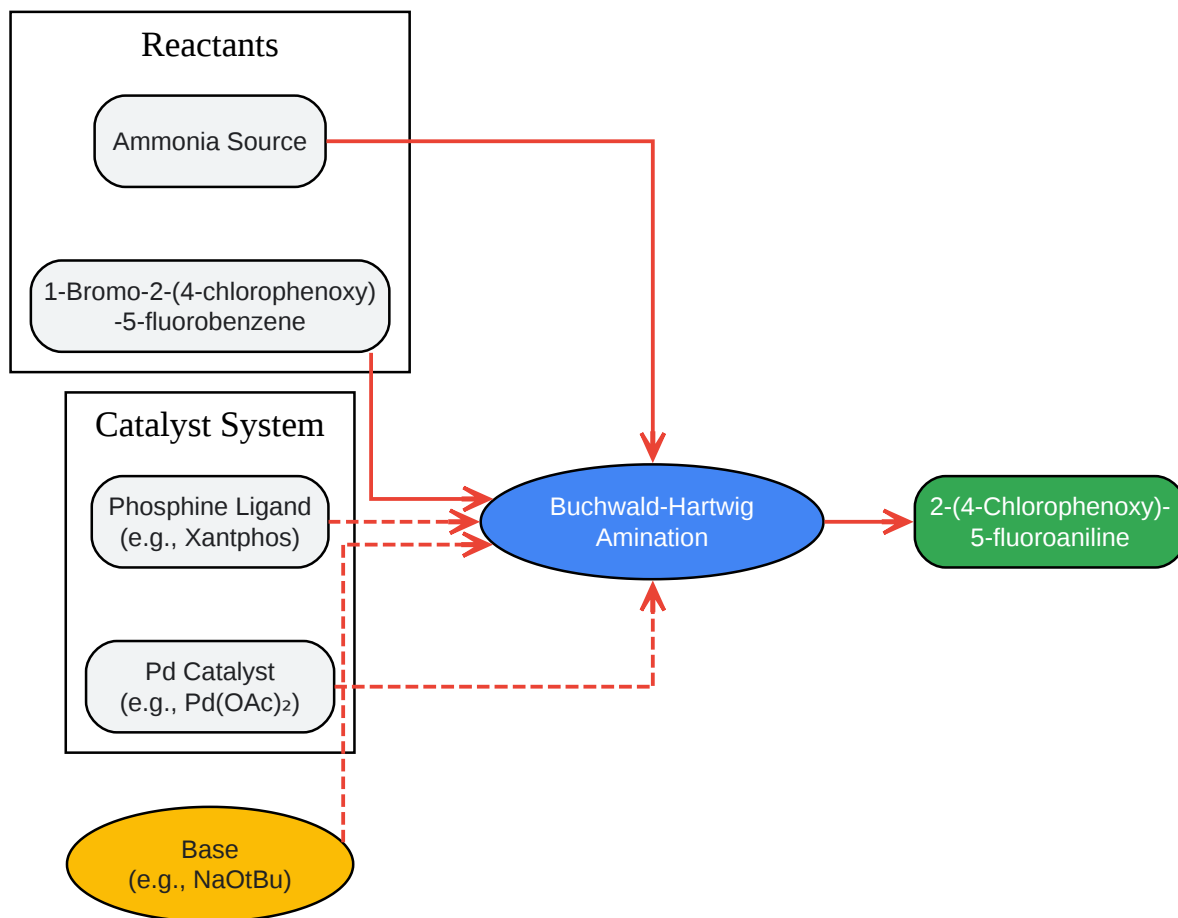 Reactants
Ammonia Source
1-Bromo-2-(4-chlorophenoxy)
-5-fluorobenzene
Catalyst System
Phosphine Ligand
(e.g., Xantphos)
Pd Catalyst
(e.g., Pd(OAc)₂)
Base
(e.g., NaOtBu)
Buchwald-Hartwig
Amination
2-(4-Chlorophenoxy)-
5-fluoroaniline